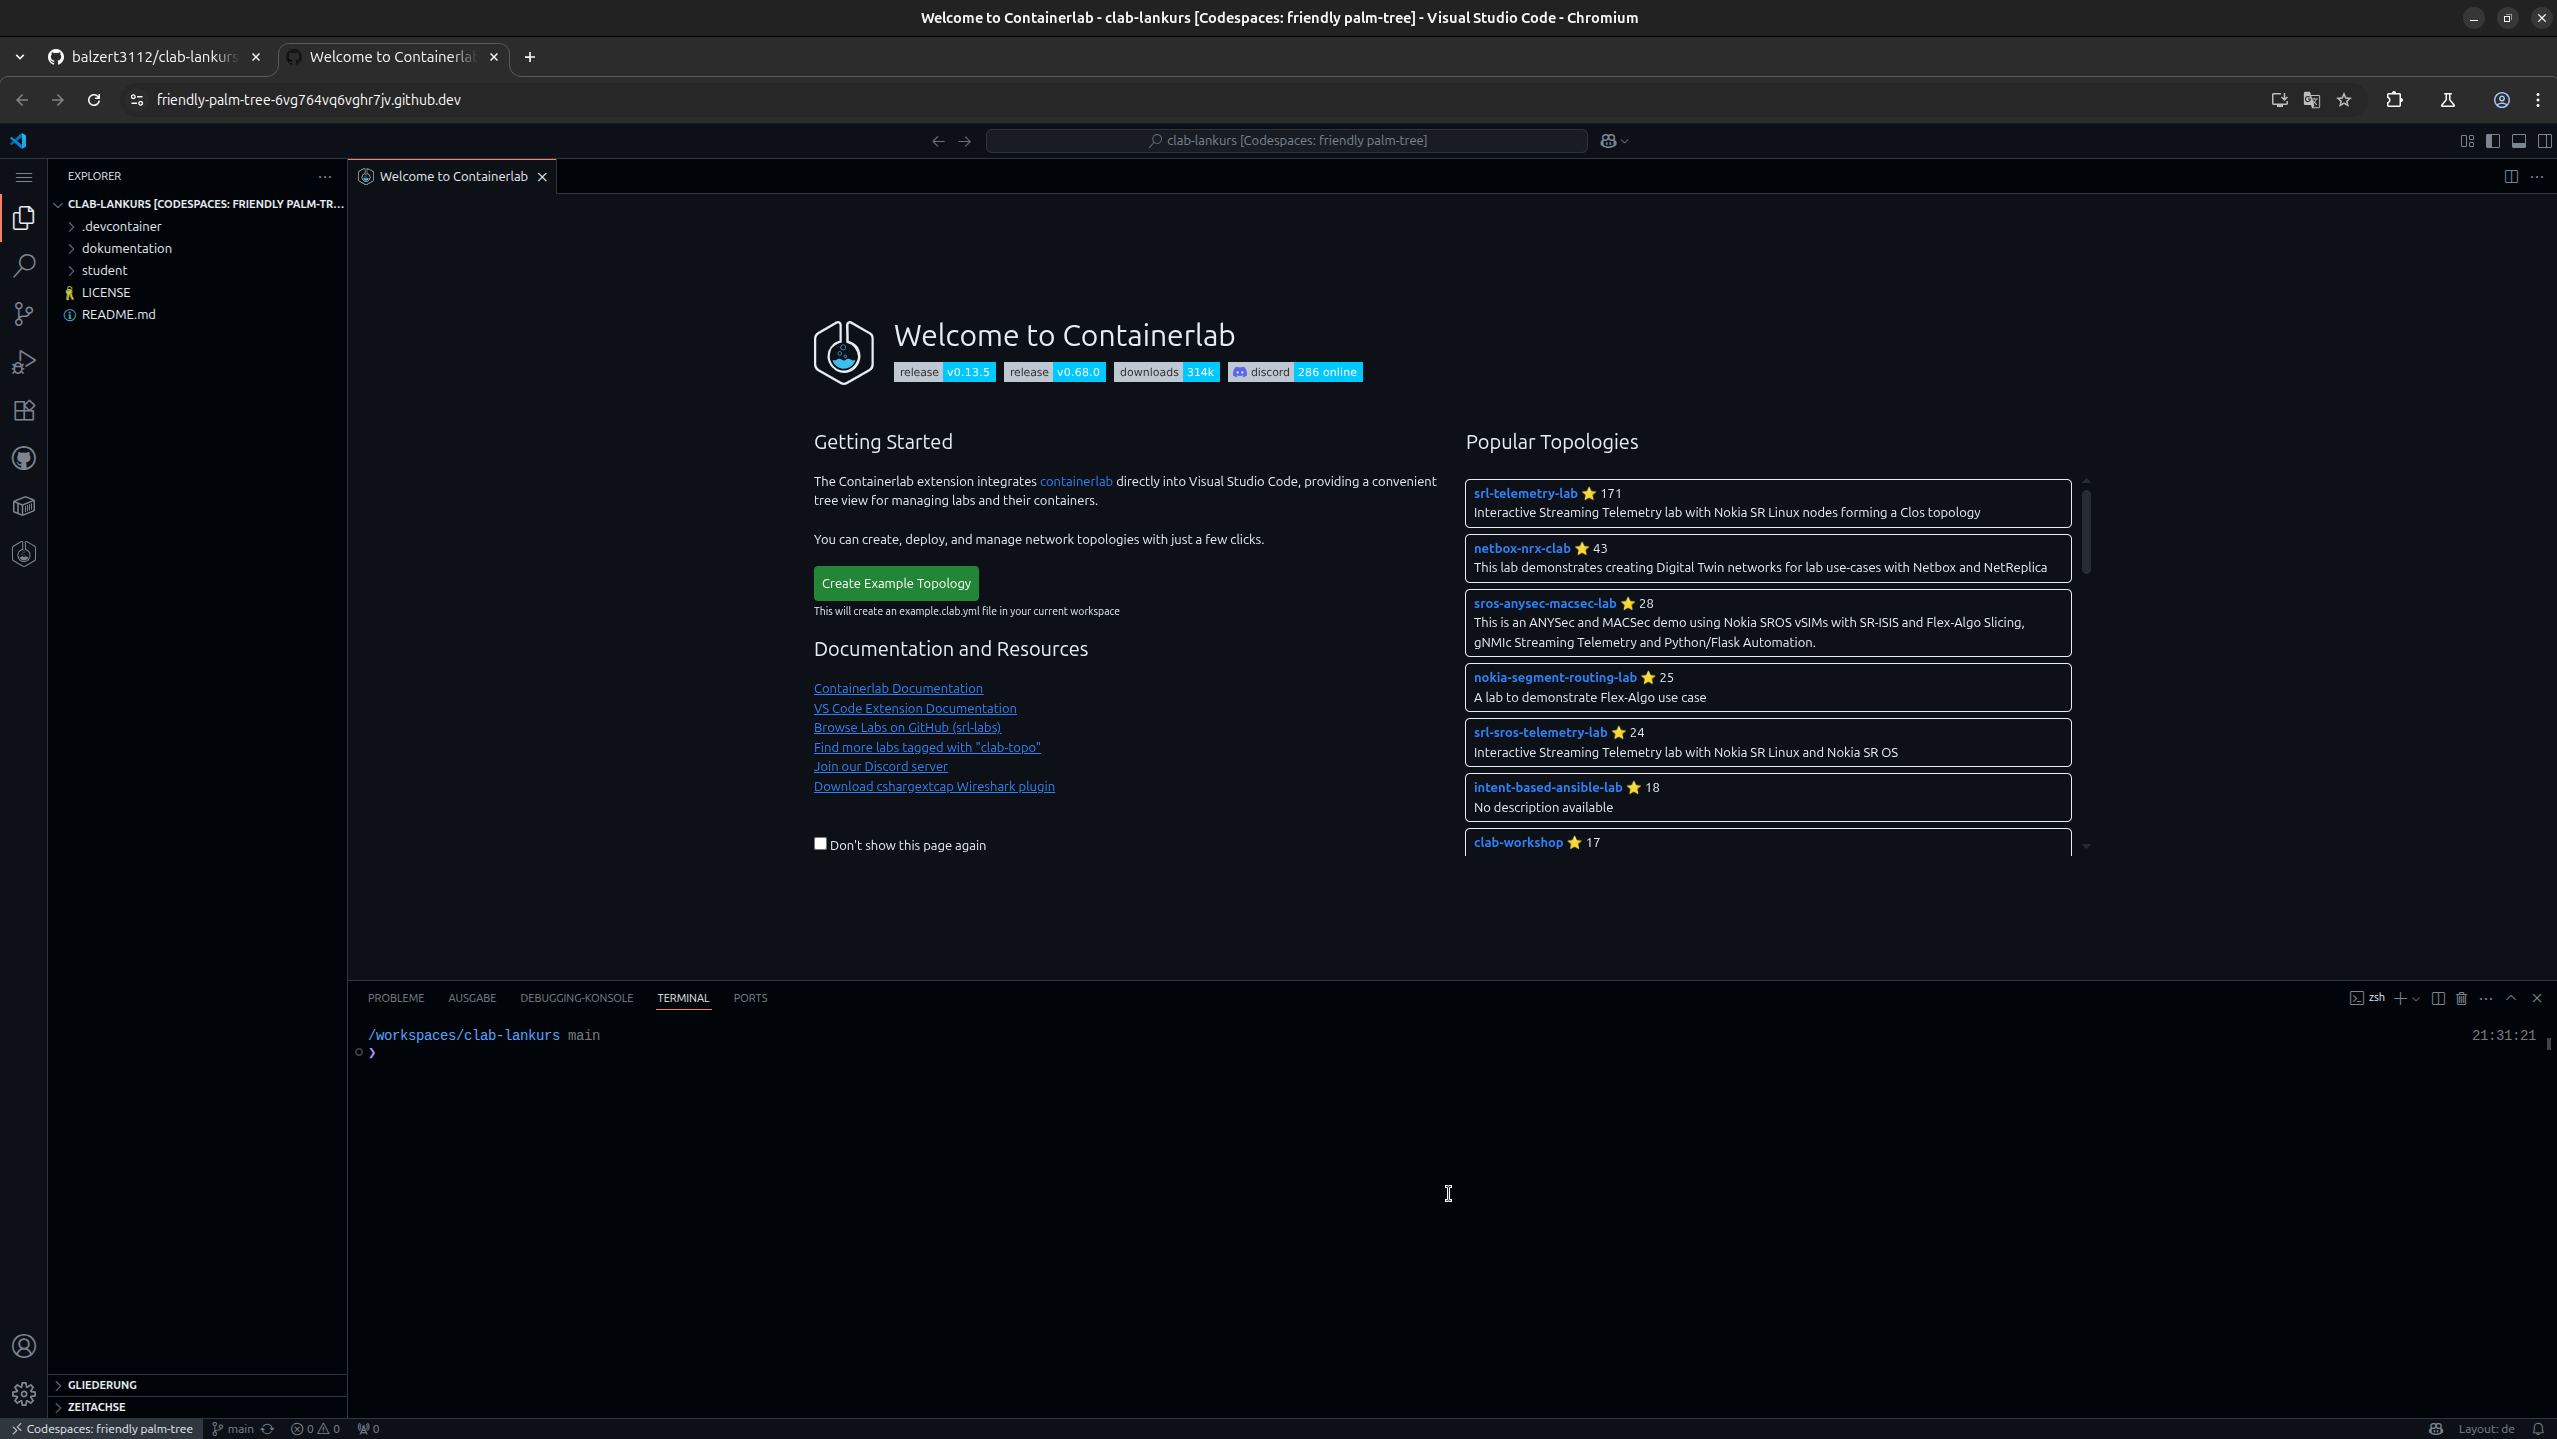 Welcome to Containerlab - clab-lankurs [Codespaces: friendly palm-tree] - Visual Studio Code - Chromium
balzert3112/clab-lankurs
Welcome to Containerla
friendly-palm-tree-6vg764vq6vghr7jv.github.dev
clab-lankurs [Codespaces: friendly palm-tree]
EXPLORER
CLAB-LANKURS [CODESPACES: FRIENDLY PALM-TR...
.devcontainer
dokumentation
student
LICENSE
README.md
GLIEDERUNG
ZEITACHSE
Welcome to Containerlab
Welcome to Containerlab
release v0.13.5 release v0.68.0 downloads 314k discord 286 online
Getting Started
The Containerlab extension integrates containerlab directly into Visual Studio Code, providing a convenient
tree view for managing labs and their containers.
You can create, deploy, and manage network topologies with just a few clicks.
Create Example Topology
This will create an example.clab.yml file in your current workspace
Documentation and Resources
Containerlab Documentation
VS Code Extension Documentation
Browse Labs on GitHub (srl-labs)
Find more labs tagged with "clab-topo"
Join our Discord server
Download cshargextcap Wireshark plugin
Don't show this page again
Popular Topologies
srl-telemetry-lab ⭐ 171
Interactive Streaming Telemetry lab with Nokia SR Linux nodes forming a Clos topology
netbox-nrx-clab ⭐ 43
This lab demonstrates creating Digital Twin networks for lab use-cases with Netbox and NetReplica
sros-anysec-macsec-lab ⭐ 28
This is an ANYSec and MACSec demo using Nokia SROS vSIMs with SR-ISIS and Flex-Algo Slicing,
gNMIc Streaming Telemetry and Python/Flask Automation.
nokia-segment-routing-lab ⭐ 25
A lab to demonstrate Flex-Algo use case
srl-sros-telemetry-lab ⭐ 24
Interactive Streaming Telemetry lab with Nokia SR Linux and Nokia SR OS
intent-based-ansible-lab ⭐ 18
No description available
clab-workshop ⭐ 17
PROBLEME AUSGABE DEBUGGING-KONSOLE TERMINAL PORTS
zsh
/workspaces/clab-lankurs main 21:31:21
❯
Codespaces: friendly palm-tree main 0 0 0 Layout: de